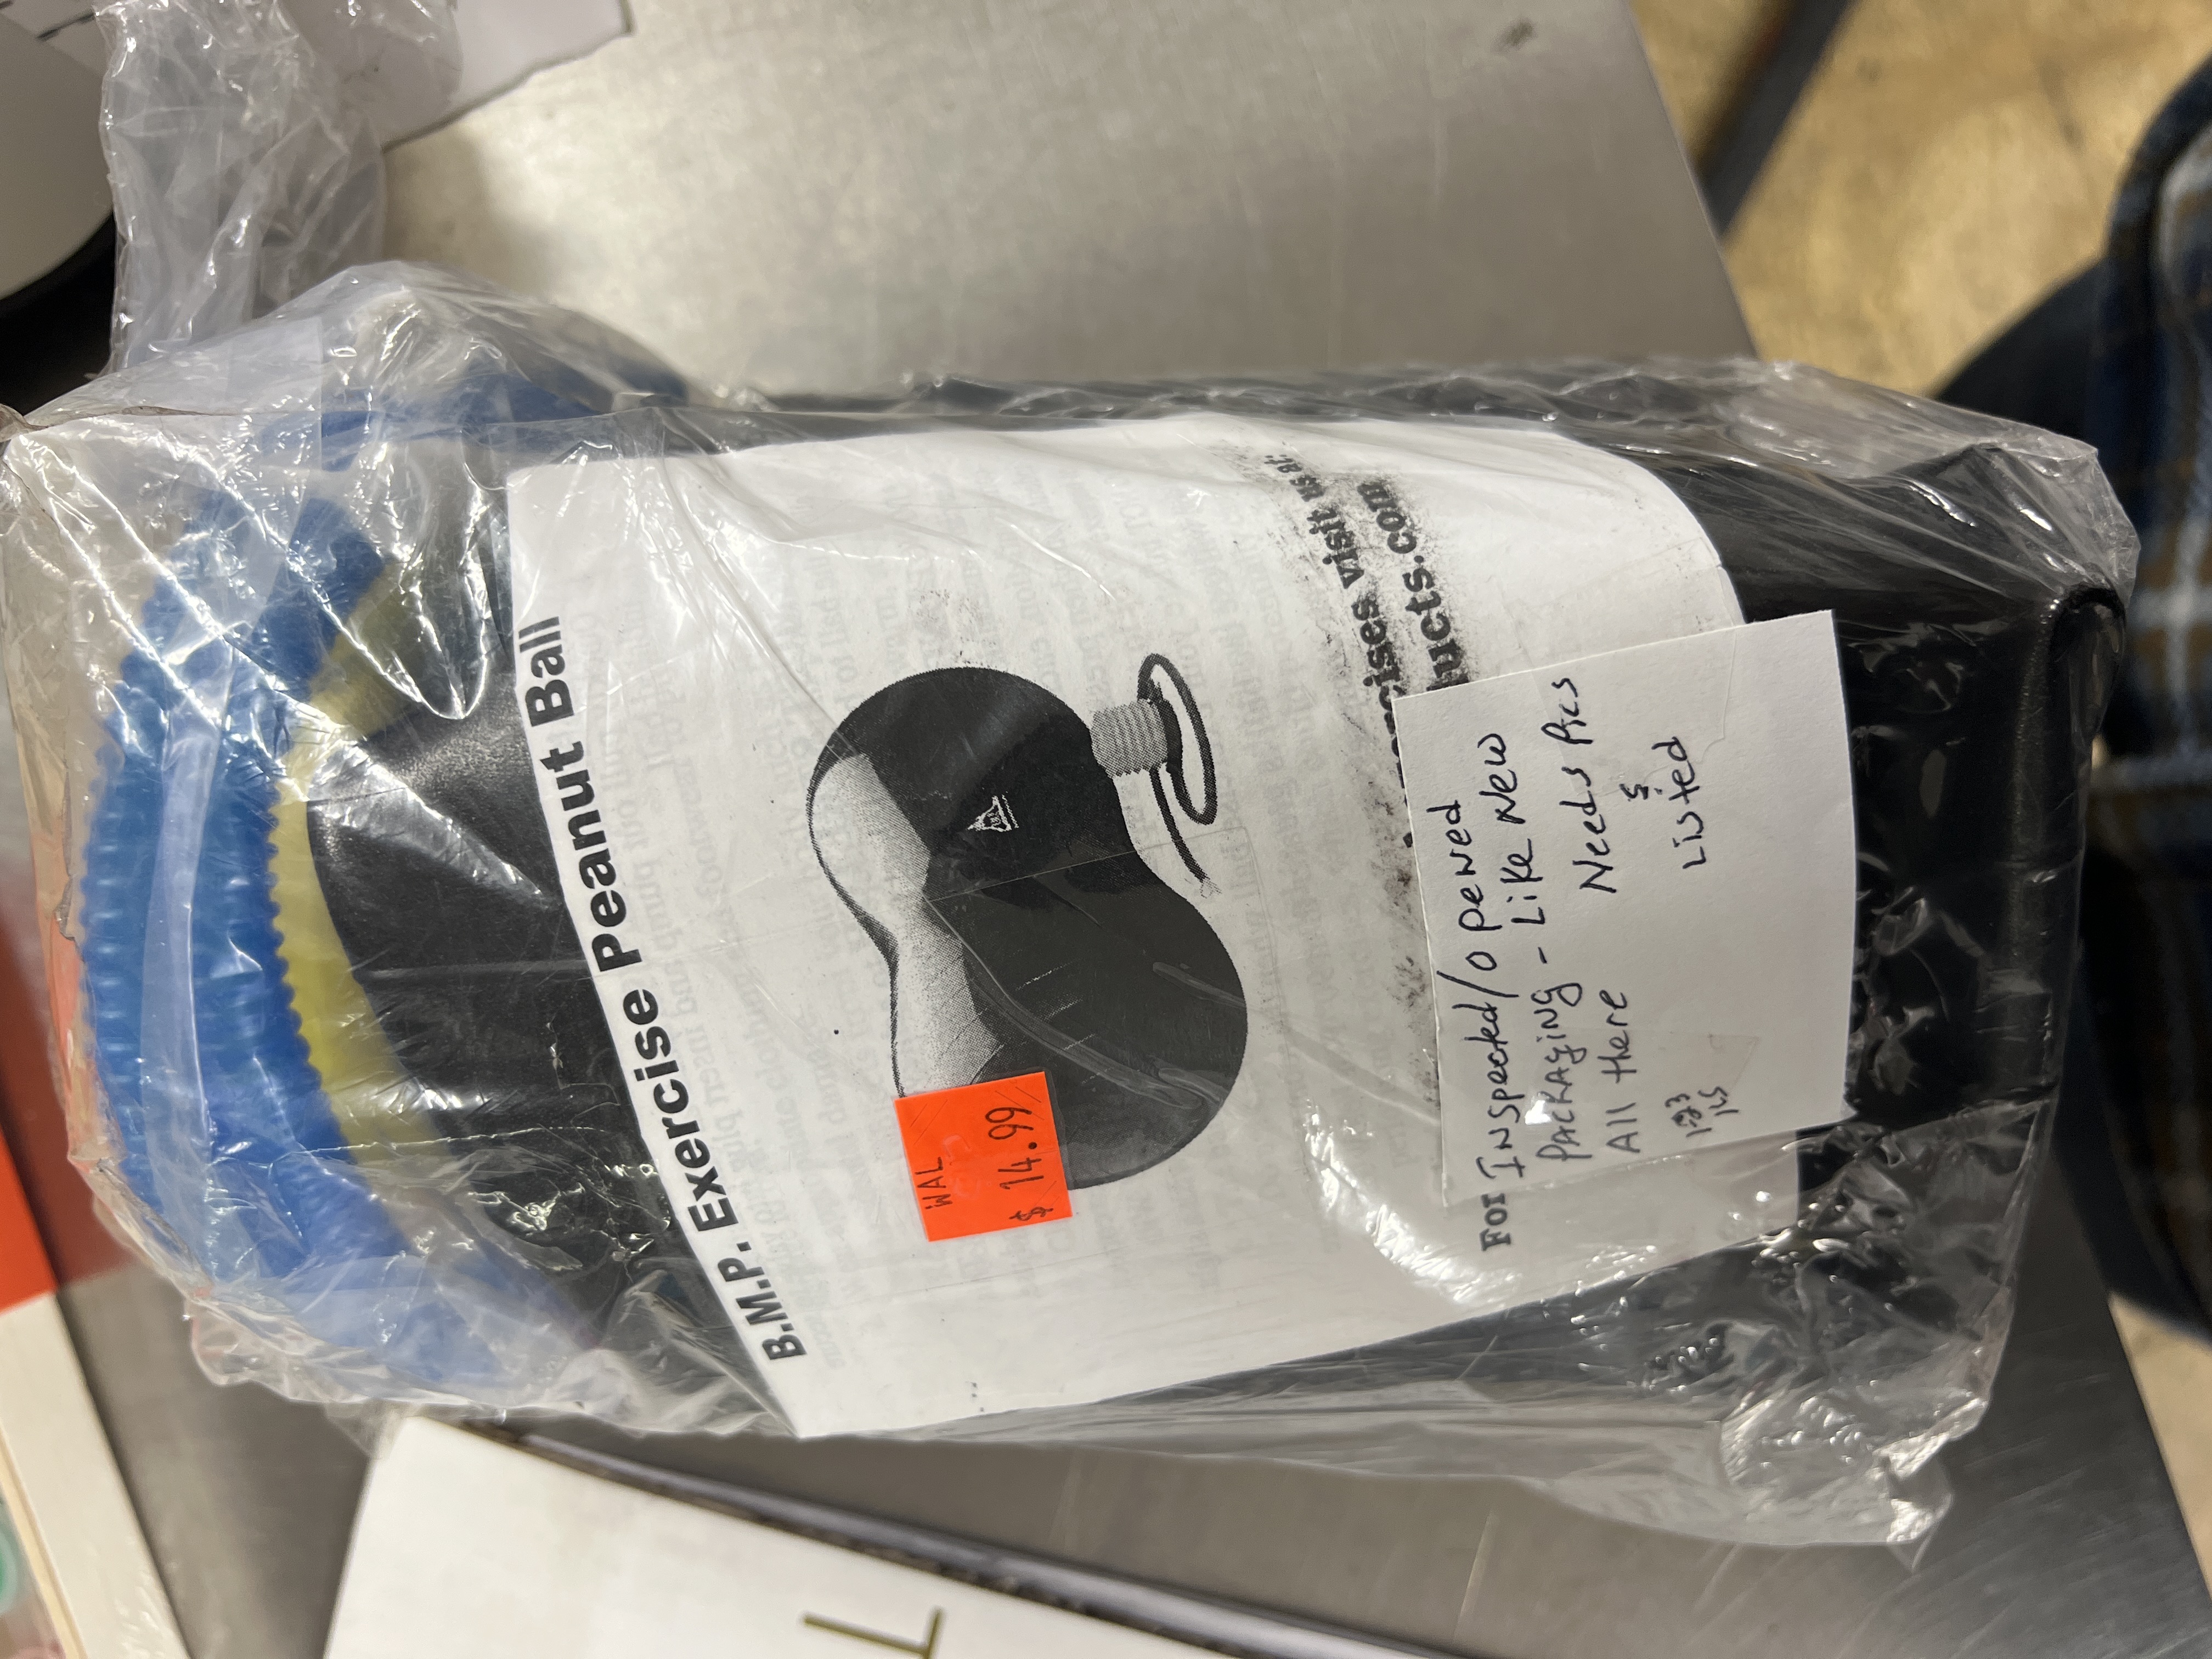 B.M.P. Exercise Peanut Ball
WAL
$ 14.99
visit us at:
ucts.com
For
Inspected/opened
Packaging - Like New
All there Needs Pics
&
Listed